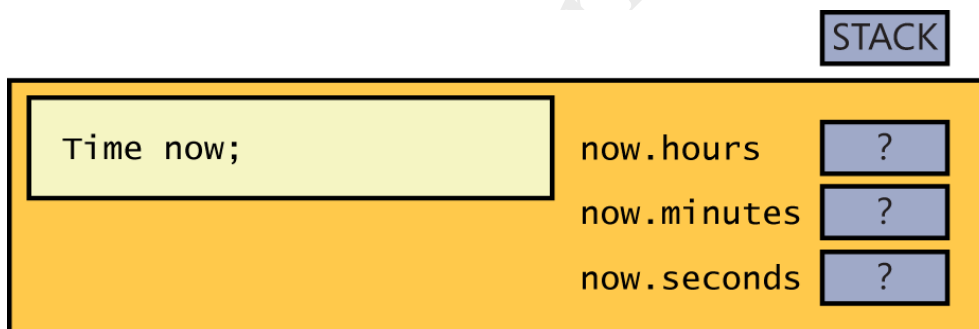 STACK
Time now;
now.hours ?
now.minutes ?
now.seconds ?